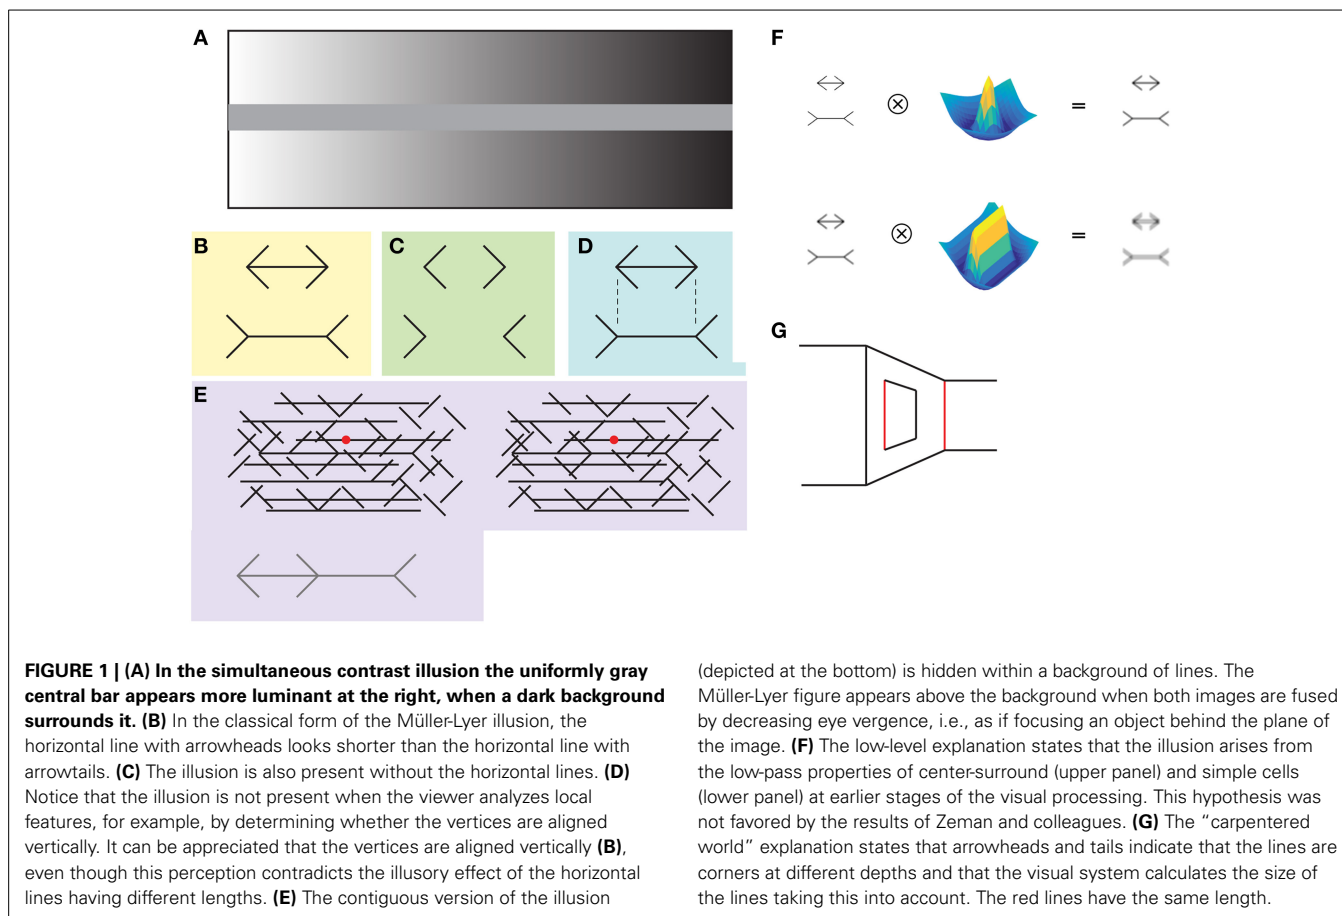 A
F
B
C
D
G
E
FIGURE 1 | (A) In the simultaneous contrast illusion the uniformly gray
central bar appears more luminant at the right, when a dark background
surrounds it. (B) In the classical form of the Müller-Lyer illusion, the
horizontal line with arrowheads looks shorter than the horizontal line with
arrowtails. (C) The illusion is also present without the horizontal lines. (D)
Notice that the illusion is not present when the viewer analyzes local
features, for example, by determining whether the vertices are aligned
vertically. It can be appreciated that the vertices are aligned vertically (B),
even though this perception contradicts the illusory effect of the horizontal
lines having different lengths. (E) The contiguous version of the illusion
(depicted at the bottom) is hidden within a background of lines. The
Müller-Lyer figure appears above the background when both images are fused
by decreasing eye vergence, i.e., as if focusing an object behind the plane of
the image. (F) The low-level explanation states that the illusion arises from
the low-pass properties of center-surround (upper panel) and simple cells
(lower panel) at earlier stages of the visual processing. This hypothesis was
not favored by the results of Zeman and colleagues. (G) The “carpentered
world” explanation states that arrowheads and tails indicate that the lines are
corners at different depths and that the visual system calculates the size of
the lines taking this into account. The red lines have the same length.